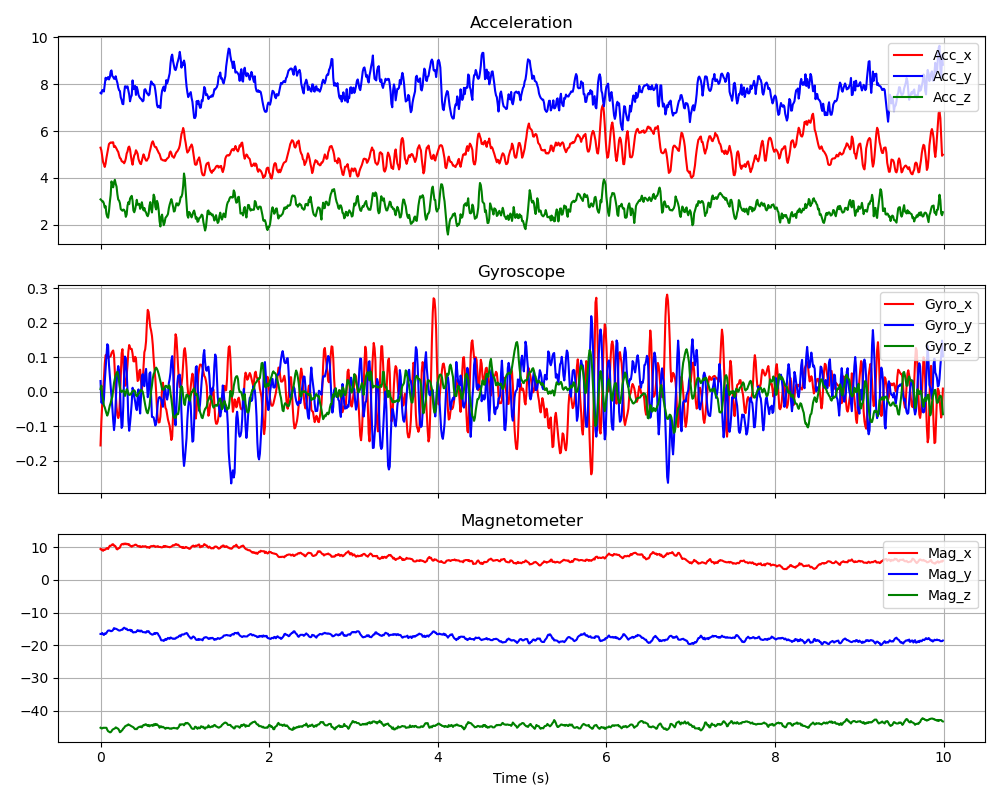 Acceleration
10
8
6
4
2
Acc_x
Acc_y
Acc_z
Gyroscope
0.3
0.2
0.1
0.0
−0.1
−0.2
Gyro_x
Gyro_y
Gyro_z
Magnetometer
10
0
−10
−20
−30
−40
Mag_x
Mag_y
Mag_z
0 2 4 6 8 10
Time (s)